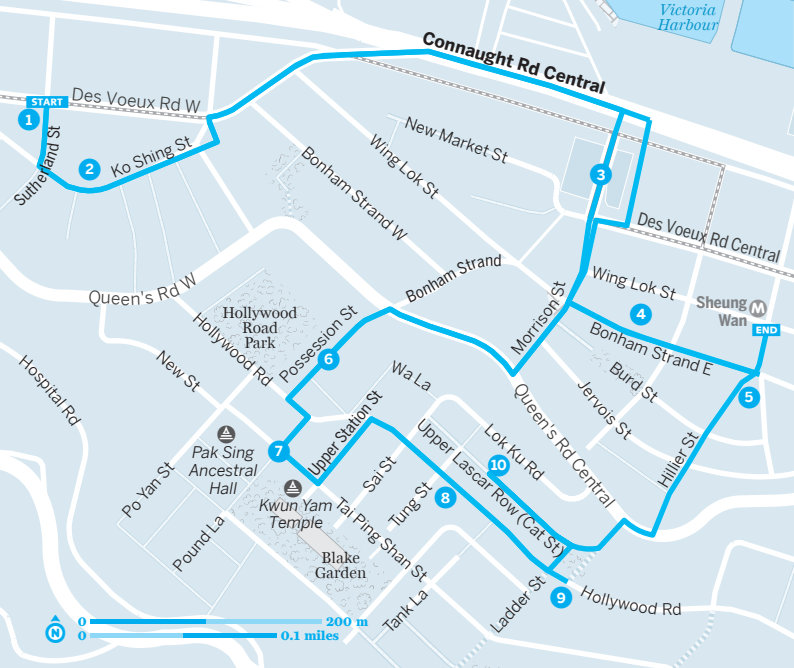 Victoria
Harbour
Connaught Rd Central
START
Des Voeux Rd W
1
2
Ko Shing St
Sutherland St
New Market St
Wing Lok St
Bonham Strand W
3
Des Voeux Rd Central
Queen's Rd W
Bonham Strand
Wing Lok St
4
Sheung
Wan
M
END
Hollywood
Road
Park
Possession St
Morrison St
Bonham Strand E
Hollywood Rd
6
New St
Hospital Rd
Wa La
Burd St
Jervois St
5
Queen's Rd Central
Pak Sing
Ancestral
Hall
7
Upper Station St
Upper Lascar Row (Cat St)
Lok Ku Rd
Hillier St
10
Po Yan St
Sai St
Tung St
8
Kwun Yam
Temple
Tai Ping Shan St
Pound La
Blake
Garden
Tank La
Ladder St
9
Hollywood Rd
N
0 200 m
0 0.1 miles